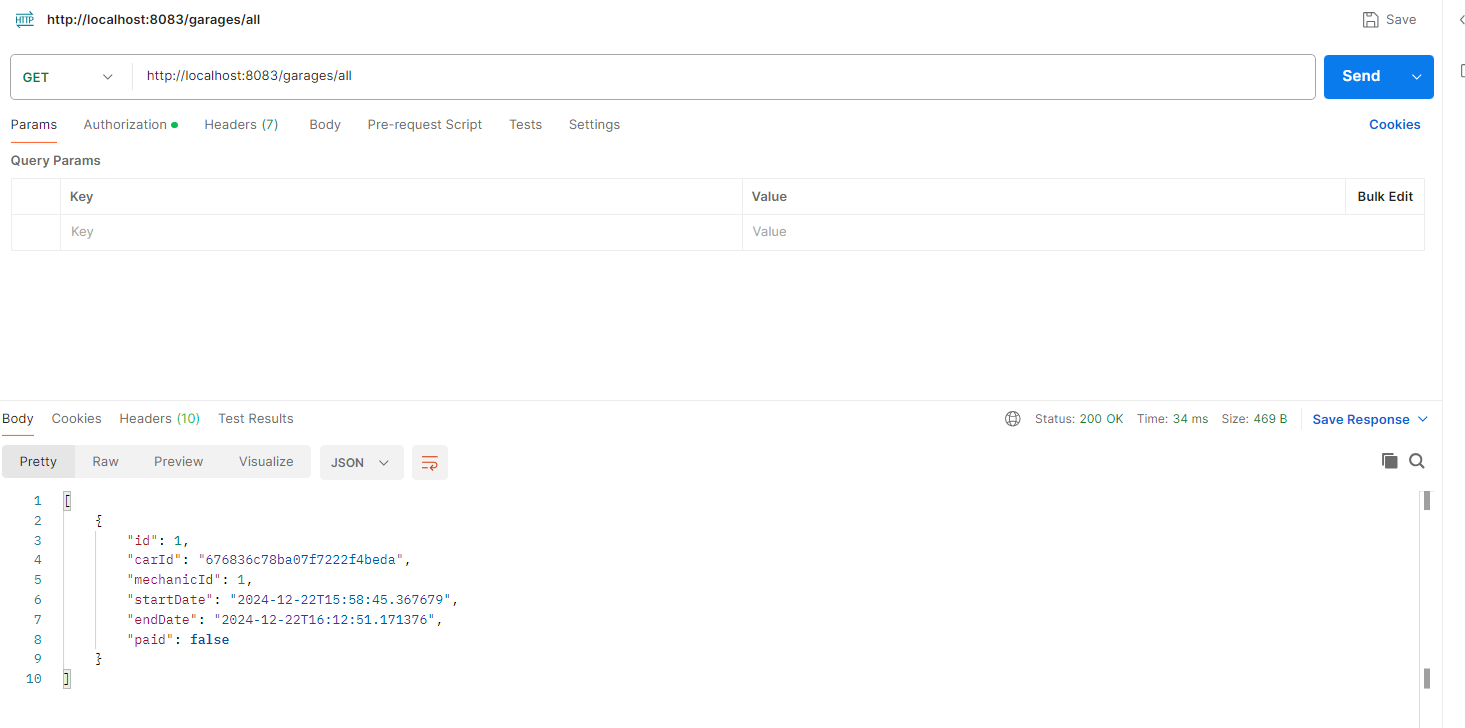 HTTP http://localhost:8083/garages/all Save
GET http://localhost:8083/garages/all Send
Params Authorization Headers (7) Body Pre-request Script Tests Settings Cookies
Query Params
Key Value Bulk Edit
Key Value
Body Cookies Headers (10) Test Results Status: 200 OK Time: 34 ms Size: 469 B Save Response
Pretty Raw Preview Visualize JSON
1 [
2 {
3 "id": 1,
4 "carId": "676836c78ba07f7222f4beda",
5 "mechanicId": 1,
6 "startDate": "2024-12-22T15:58:45.367679",
7 "endDate": "2024-12-22T16:12:51.171376",
8 "paid": false
9 }
10 ]